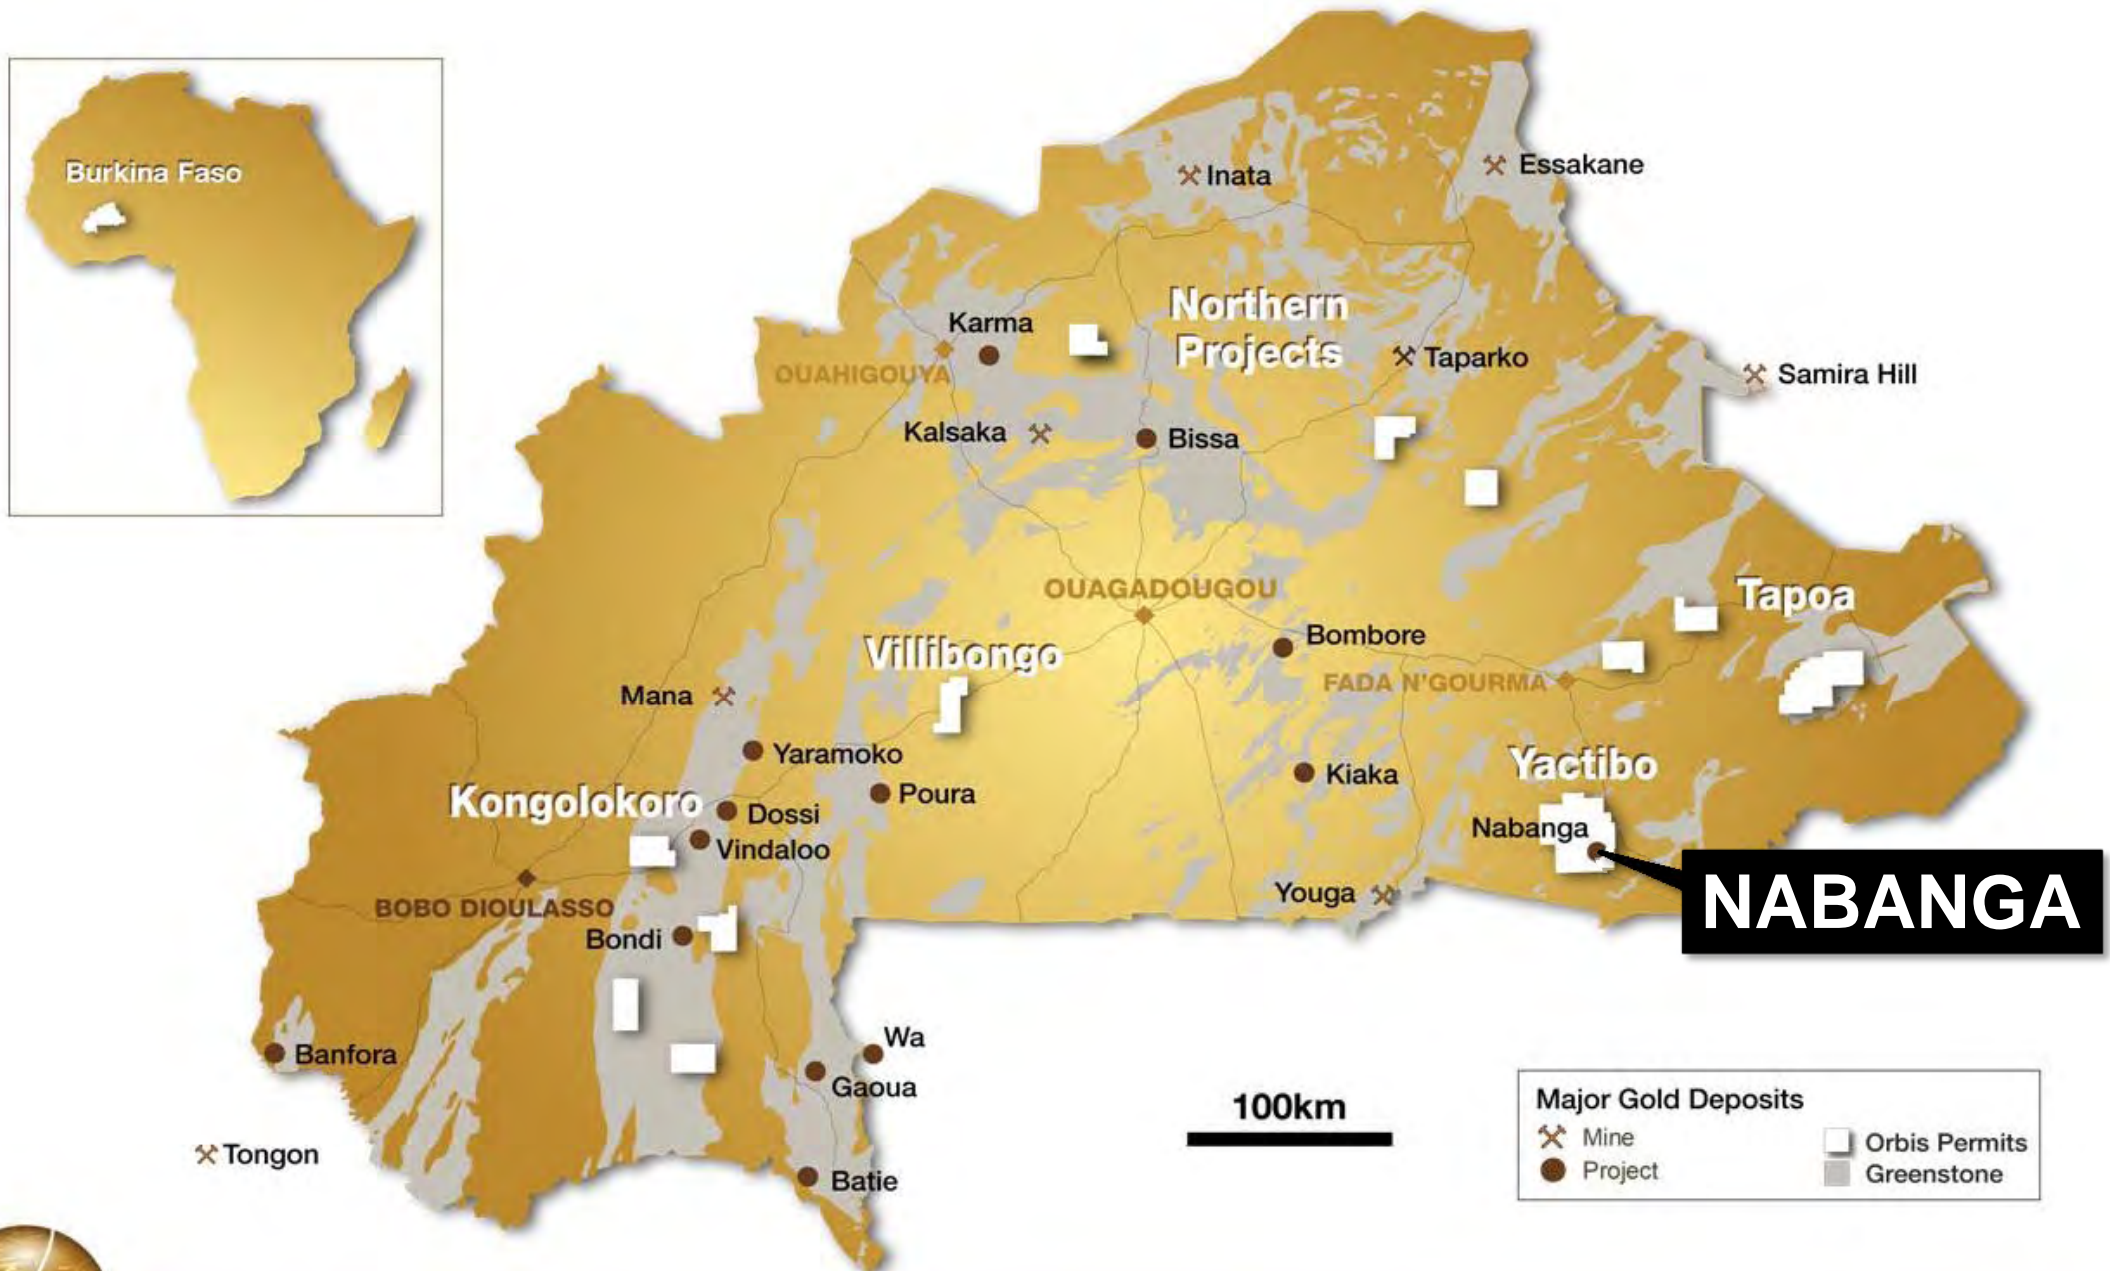 Burkina Faso
Inata
Essakane
Northern
Projects
Karma
OUAHIGOUYA
Taparko
Samira Hill
Kalsaka
Bissa
OUAGADOUGOU
Tapoa
Villibongo
Bombore
FADA N'GOURMA
Mana
Yaramoko
Kiaka
Yactibo
Poura
Kongolokoro
Dossi
Vindaloo
Nabanga
NABANGA
Youga
BOBO DIOULASSO
Bondi
Wa
Banfora
Gaoua
Tongon
Batie
100km
Major Gold Deposits
Mine
Project
Orbis Permits
Greenstone